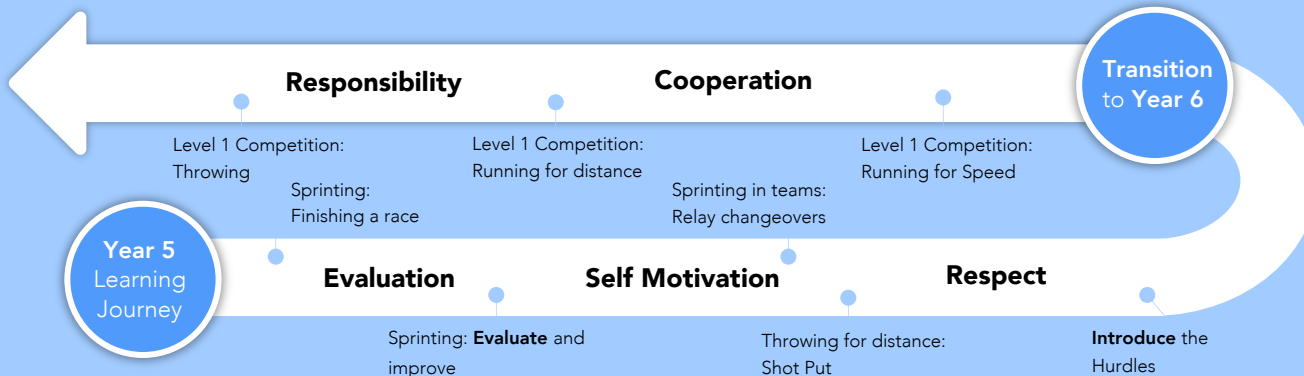 Responsibility
Cooperation
Transition
to Year 6
Level 1 Competition:
Throwing
Level 1 Competition:
Running for distance
Level 1 Competition:
Running for Speed
Sprinting:
Finishing a race
Sprinting in teams:
Relay changeovers
Year 5
Learning
Journey
Evaluation
Self Motivation
Respect
Sprinting: Evaluate and
improve
Throwing for distance:
Shot Put
Introduce the
Hurdles